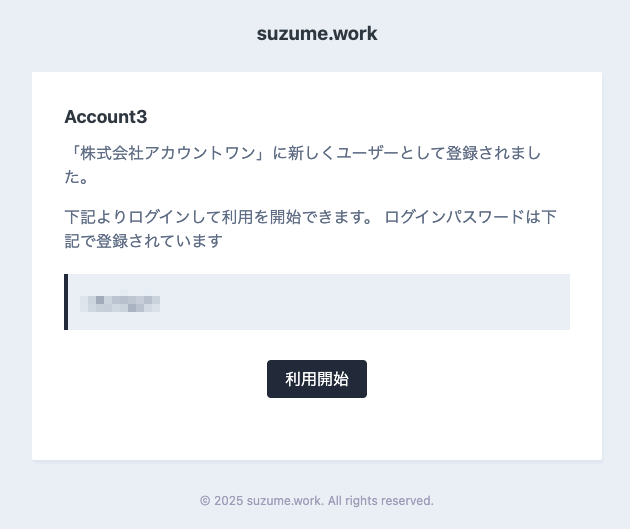 suzume.work
Account3
「株式会社アカウントワン」に新しくユーザーとして登録されまし
た。
下記よりログインして利用を開始できます。 ログインパスワードは下
記で登録されています
利用開始
© 2025 suzume.work. All rights reserved.